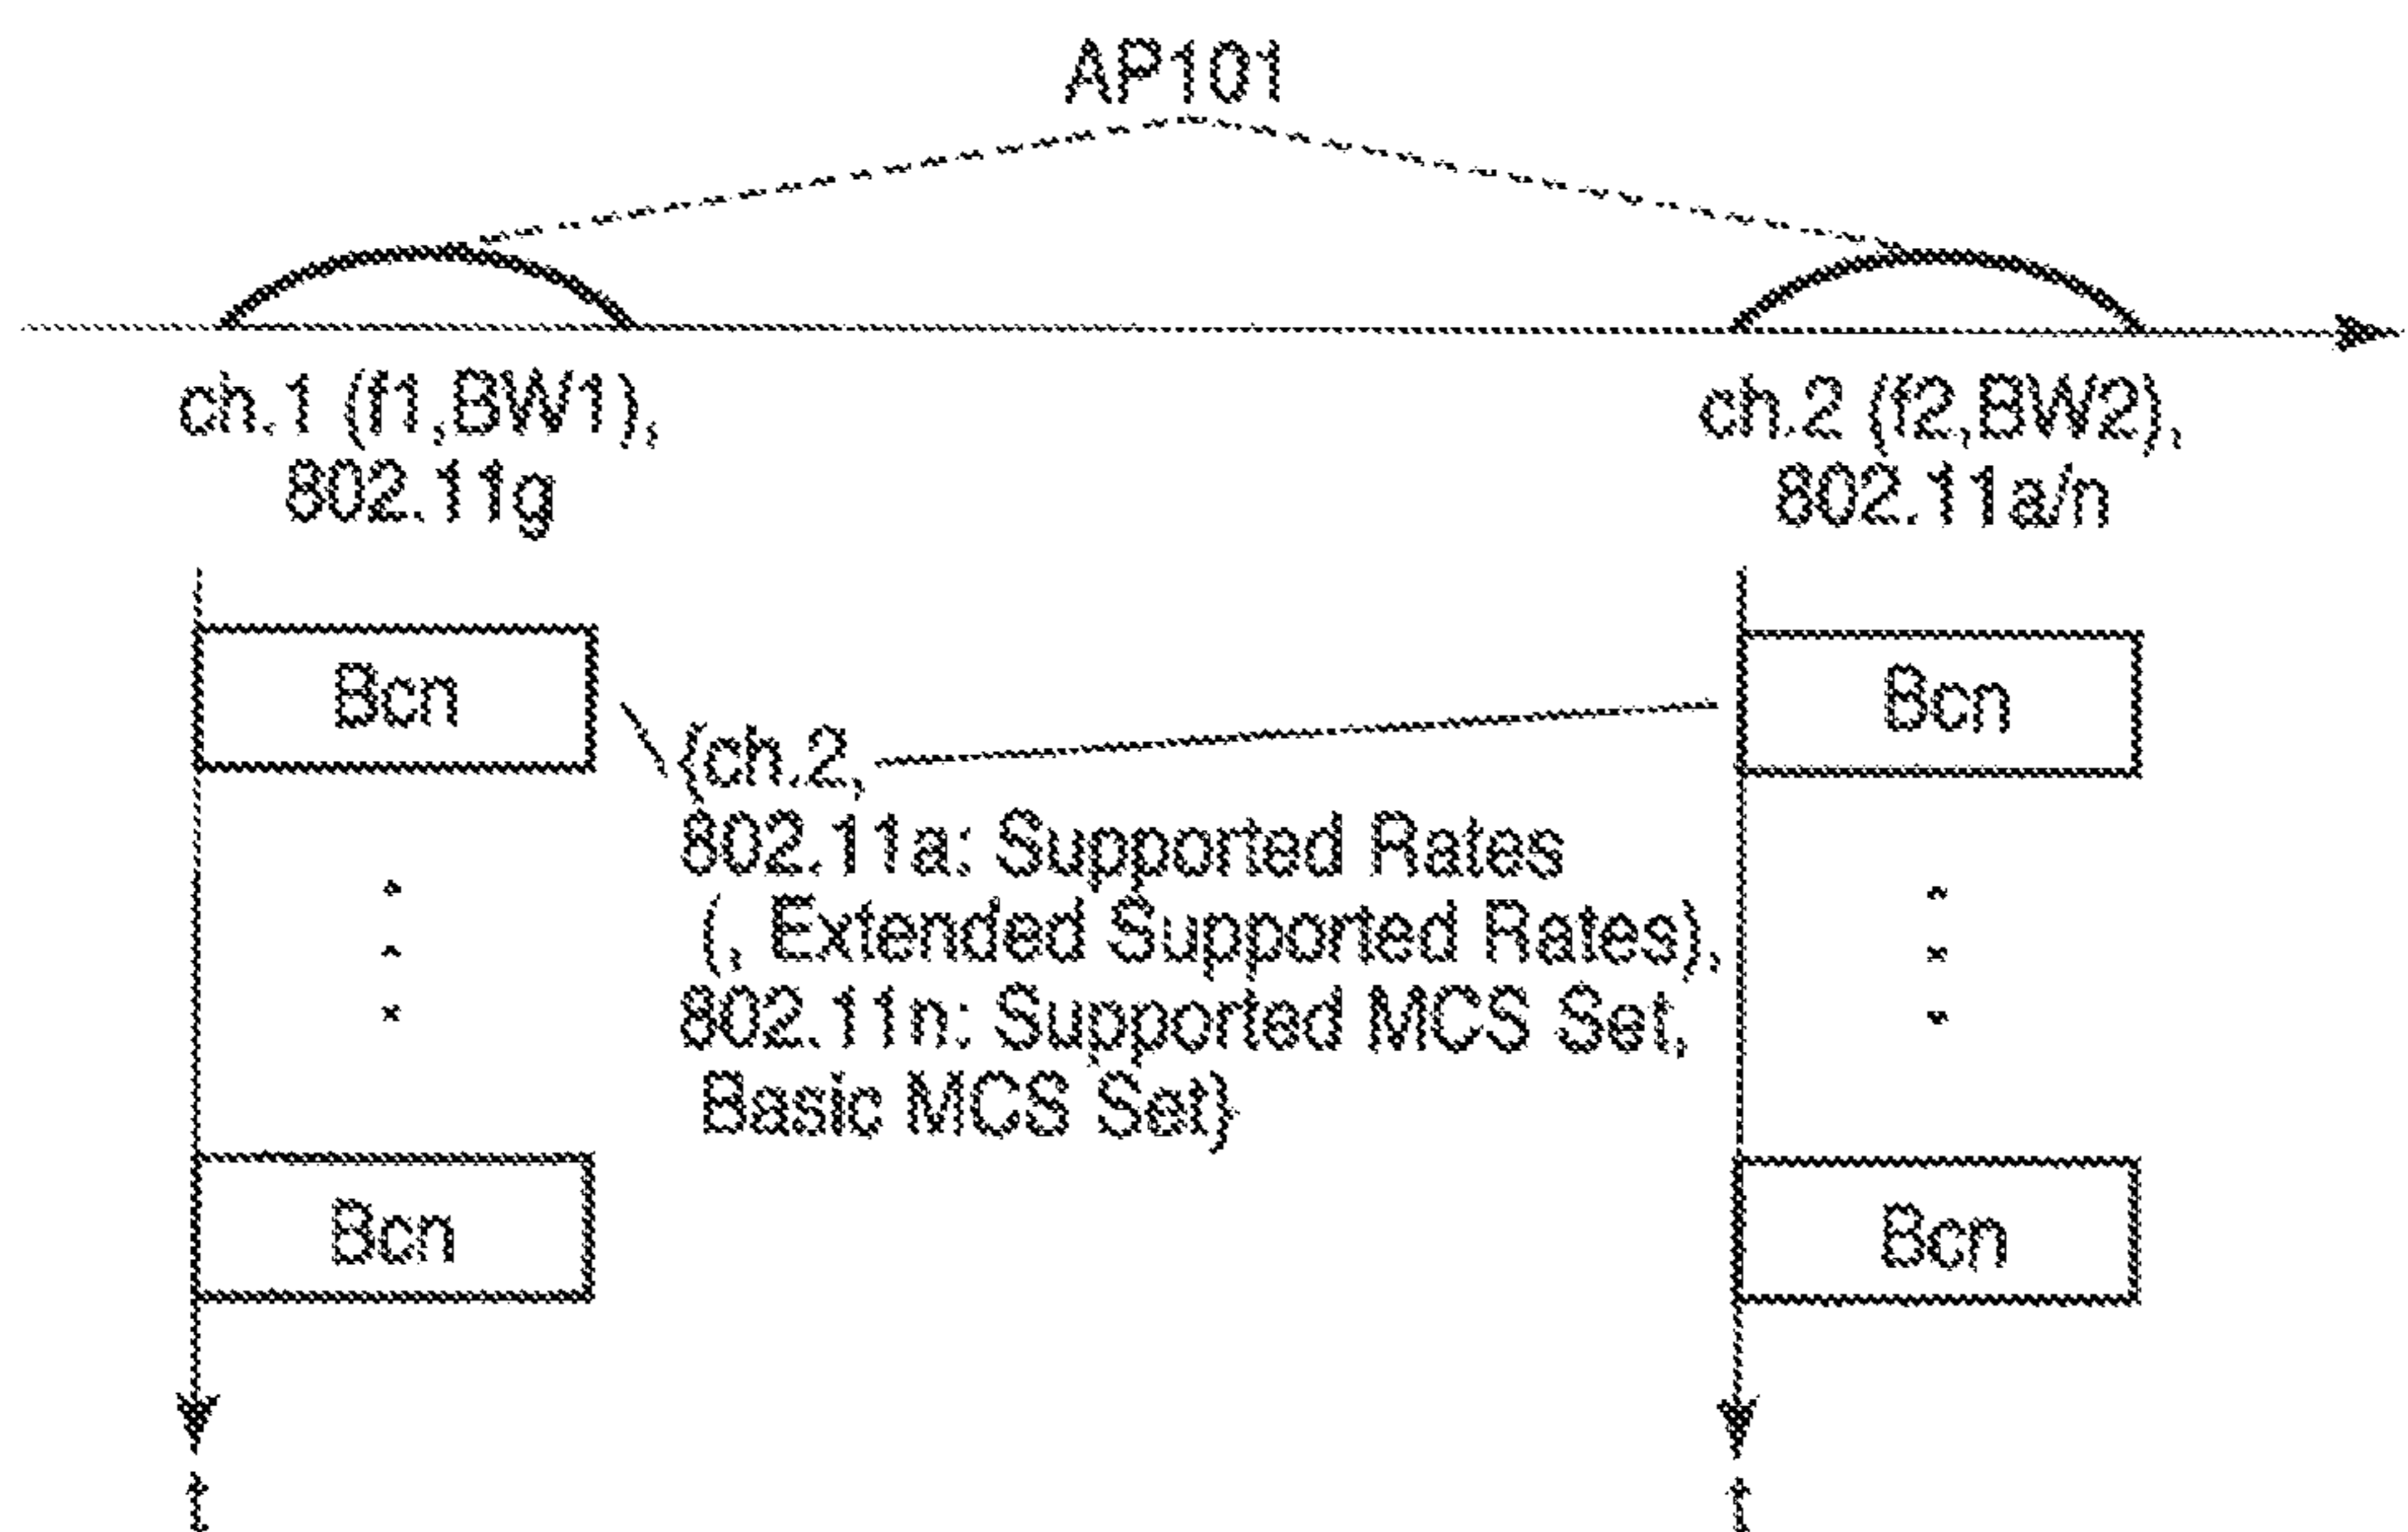 AP101
ch.1 (f1,BW1),
802.11g
ch.2 (f2,BW2),
802.11a/n
Bcn
Bcn
{ch.2,
802.11a: Supported Rates
(, Extended Supported Rates),
802.11n: Supported MCS Set,
Basic MCS Set}
Bcn
Bcn
t
t